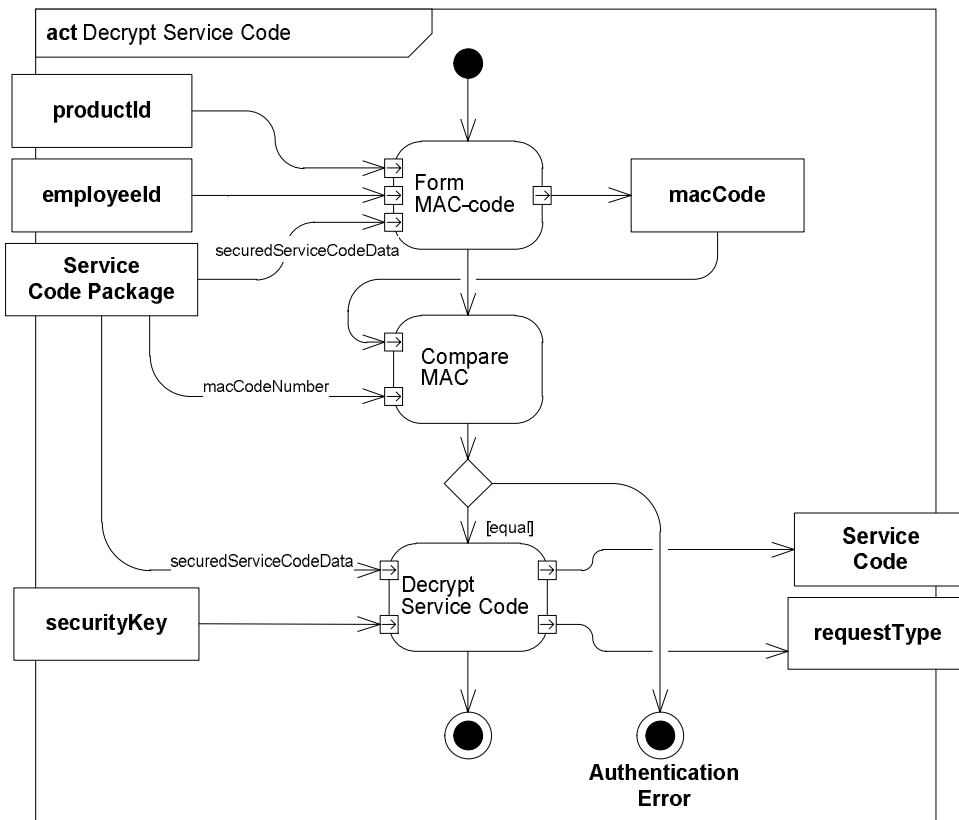 act Decrypt Service Code
productId
employeeId
Form
MAC-code
macCode
securedServiceCodeData
Service
Code Package
Compare
MAC
macCodeNumber
[equal]
Service
Code
securedServiceCodeData
Decrypt
Service Code
securityKey
requestType
Authentication
Error